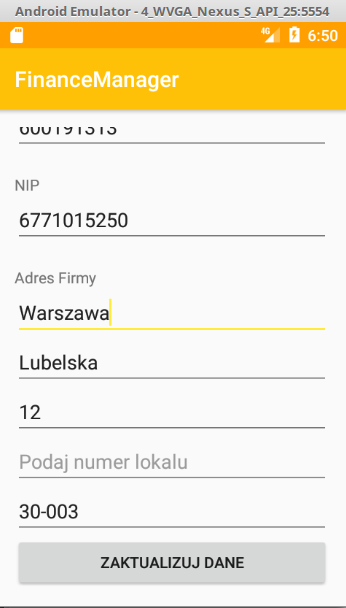 Android Emulator - 4_WVGA_Nexus_S_API_25:5554
4G 6:50
FinanceManager
600191313
NIP
6771015250
Adres Firmy
Warszawa
Lubelska
12
Podaj numer lokalu
30-003
ZAKTUALIZUJ DANE